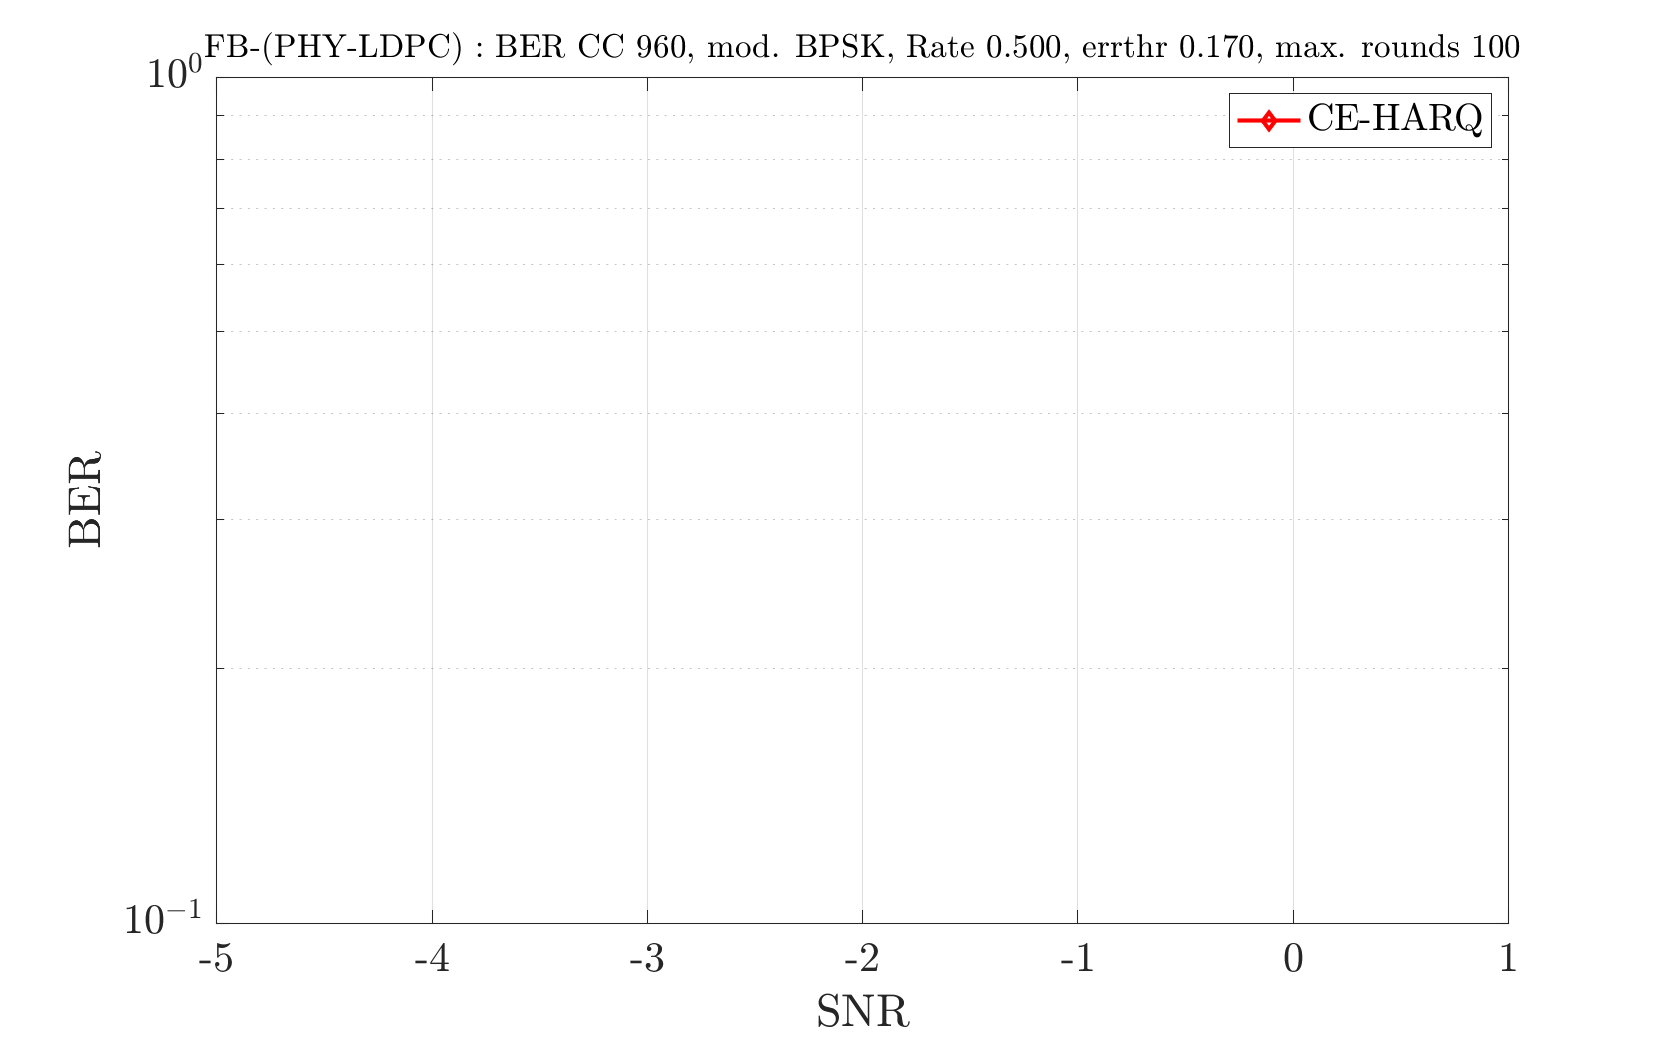 FB-(PHY-LDPC) : BER CC 960, mod. BPSK, Rate 0.500, errthr 0.170, max. rounds 100
10^0
CE-HARQ
BER
10^{-1}
-5 -4 -3 -2 -1 0 1
SNR